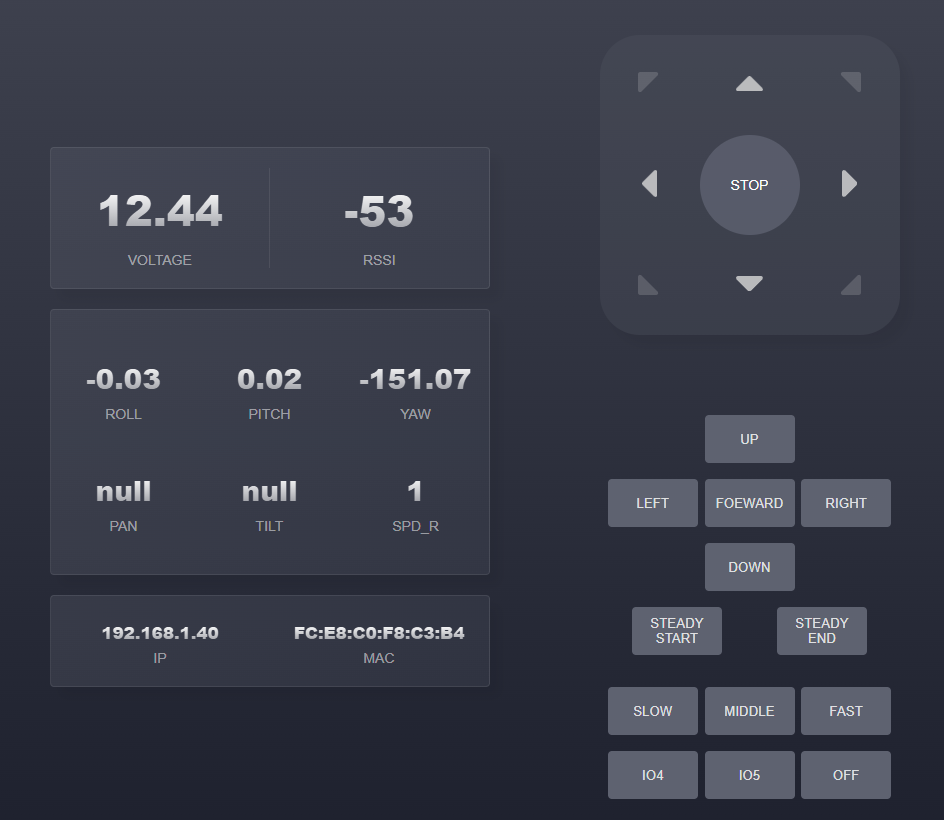 12.44
VOLTAGE
-53
RSSI
-0.03
ROLL
0.02
PITCH
-151.07
YAW
null
PAN
null
TILT
1
SPD_R
192.168.1.40
IP
FC:E8:C0:F8:C3:B4
MAC
STOP
UP
LEFT
FOEWARD
RIGHT
DOWN
STEADY
START
STEADY
END
SLOW
MIDDLE
FAST
IO4
IO5
OFF